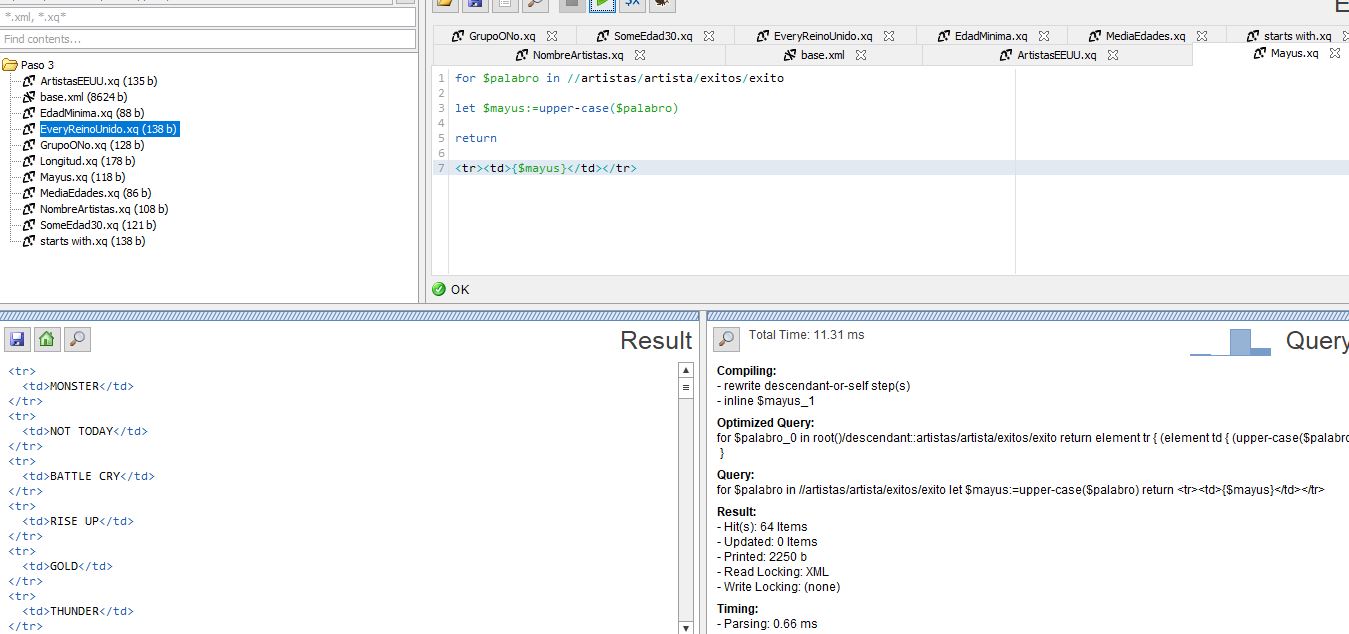 *.xml, *.xq*
Find contents...
Paso 3
ArtistasEEUU.xq (135 b)
base.xml (8624 b)
EdadMinima.xq (88 b)
EveryReinoUnido.xq (138 b)
GrupoONo.xq (128 b)
Longitud.xq (178 b)
Mayus.xq (118 b)
MediaEdades.xq (86 b)
NombreArtistas.xq (108 b)
SomeEdad30.xq (121 b)
starts with.xq (138 b)
GrupoONo.xq SomeEdad30.xq EveryReinoUnido.xq EdadMinima.xq MediaEdades.xq starts with.xq
NombreArtistas.xq base.xml ArtistasEEUU.xq Mayus.xq
1 for $palabro in //artistas/artista/exitos/exito
2
3 let $mayus:=upper-case($palabro)
4
5 return
6
7 <tr><td>{$mayus}</td></tr>
OK
Result
<tr>
<td>MONSTER</td>
</tr>
<tr>
<td>NOT TODAY</td>
</tr>
<tr>
<td>BATTLE CRY</td>
</tr>
<tr>
<td>RISE UP</td>
</tr>
<tr>
<td>GOLD</td>
</tr>
<tr>
<td>THUNDER</td>
</tr>
Total Time: 11.31 ms
Query
Compiling:
- rewrite descendant-or-self step(s)
- inline $mayus_1
Optimized Query:
for $palabro_0 in root()/descendant::artistas/artista/exitos/exito return element tr { (element td { (upper-case($palabro
}
Query:
for $palabro in //artistas/artista/exitos/exito let $mayus:=upper-case($palabro) return <tr><td>{$mayus}</td></tr>
Result:
- Hit(s): 64 Items
- Updated: 0 Items
- Printed: 2250 b
- Read Locking: XML
- Write Locking: (none)
Timing:
- Parsing: 0.66 ms